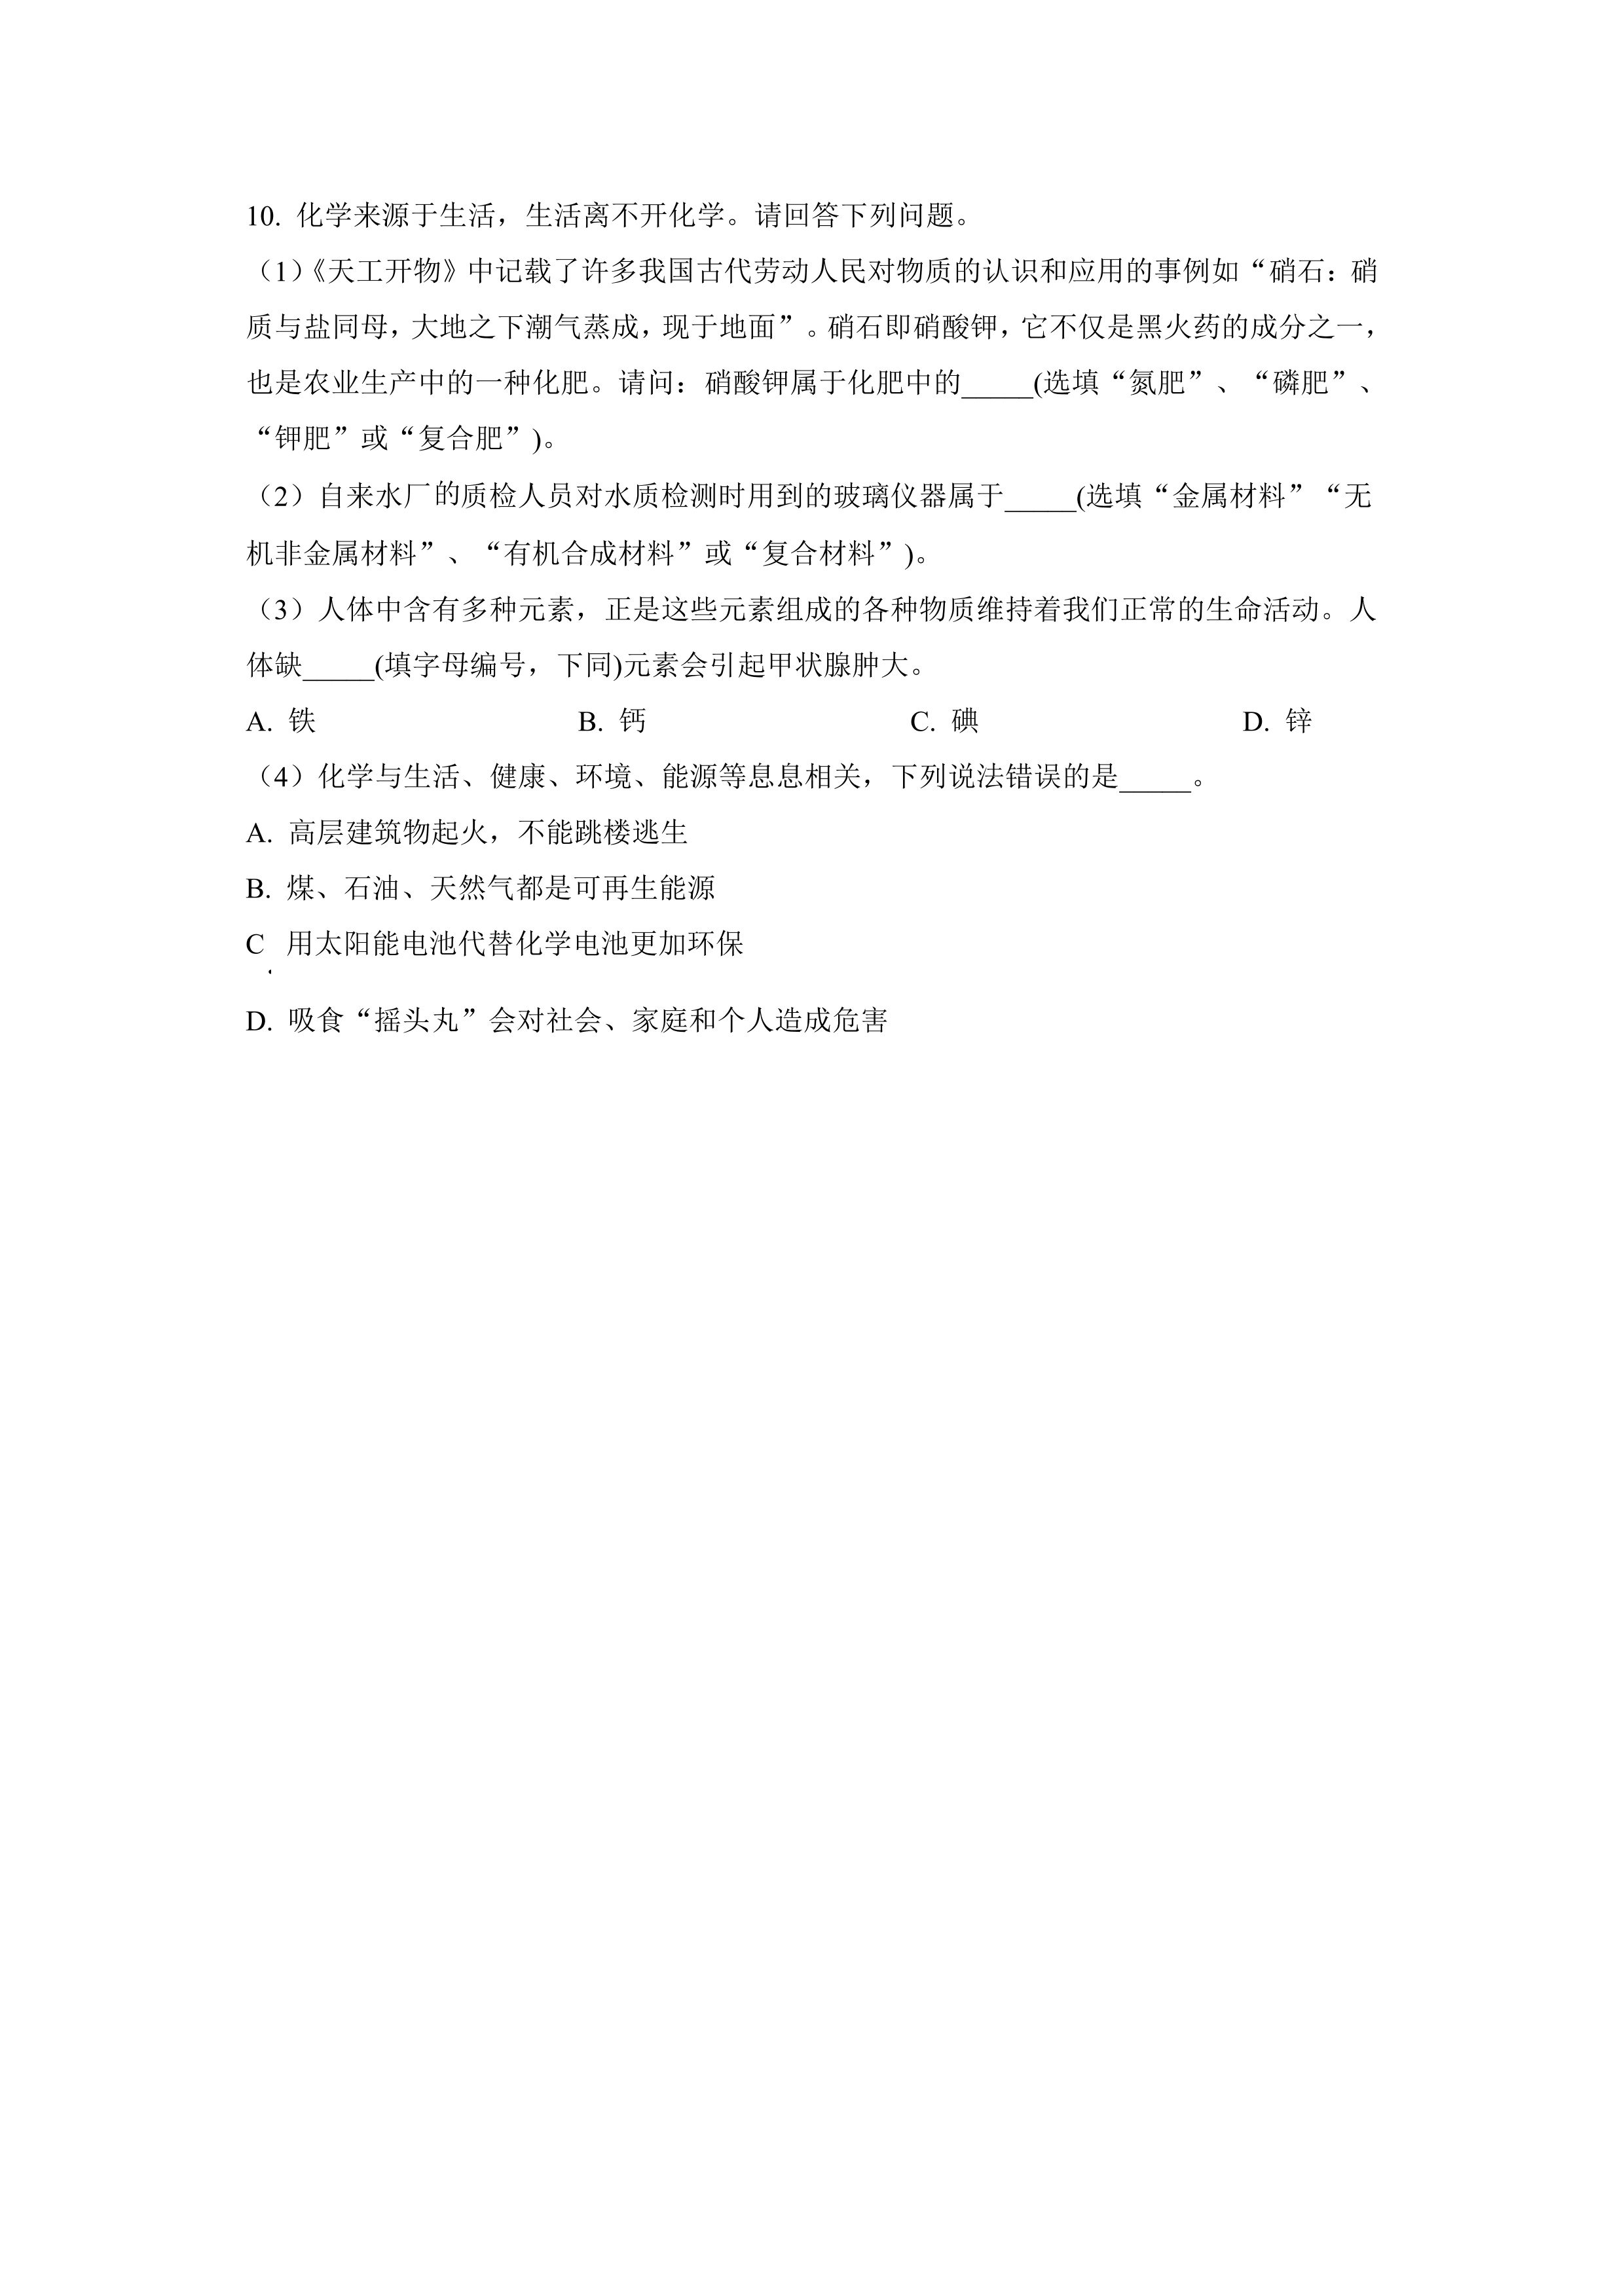 10. 化学来源于生活，生活离不开化学。请回答下列问题。
（1）《天工开物》中记载了许多我国古代劳动人民对物质的认识和应用的事例如“硝石：硝
质与盐同母，大地之下潮气蒸成，现于地面”。硝石即硝酸钾，它不仅是黑火药的成分之一，
也是农业生产中的一种化肥。请问：硝酸钾属于化肥中的_____(选填“氮肥”、“磷肥”、
“钾肥”或“复合肥”)。
（2）自来水厂的质检人员对水质检测时用到的玻璃仪器属于_____(选填“金属材料”“无
机非金属材料”、“有机合成材料”或“复合材料”)。
（3）人体中含有多种元素，正是这些元素组成的各种物质维持着我们正常的生命活动。人
体缺_____(填字母编号，下同)元素会引起甲状腺肿大。
A. 铁 B. 钙 C. 碘 D. 锌
（4）化学与生活、健康、环境、能源等息息相关，下列说法错误的是_____。
A. 高层建筑物起火，不能跳楼逃生
B. 煤、石油、天然气都是可再生能源
C. 用太阳能电池代替化学电池更加环保
D. 吸食“摇头丸”会对社会、家庭和个人造成危害